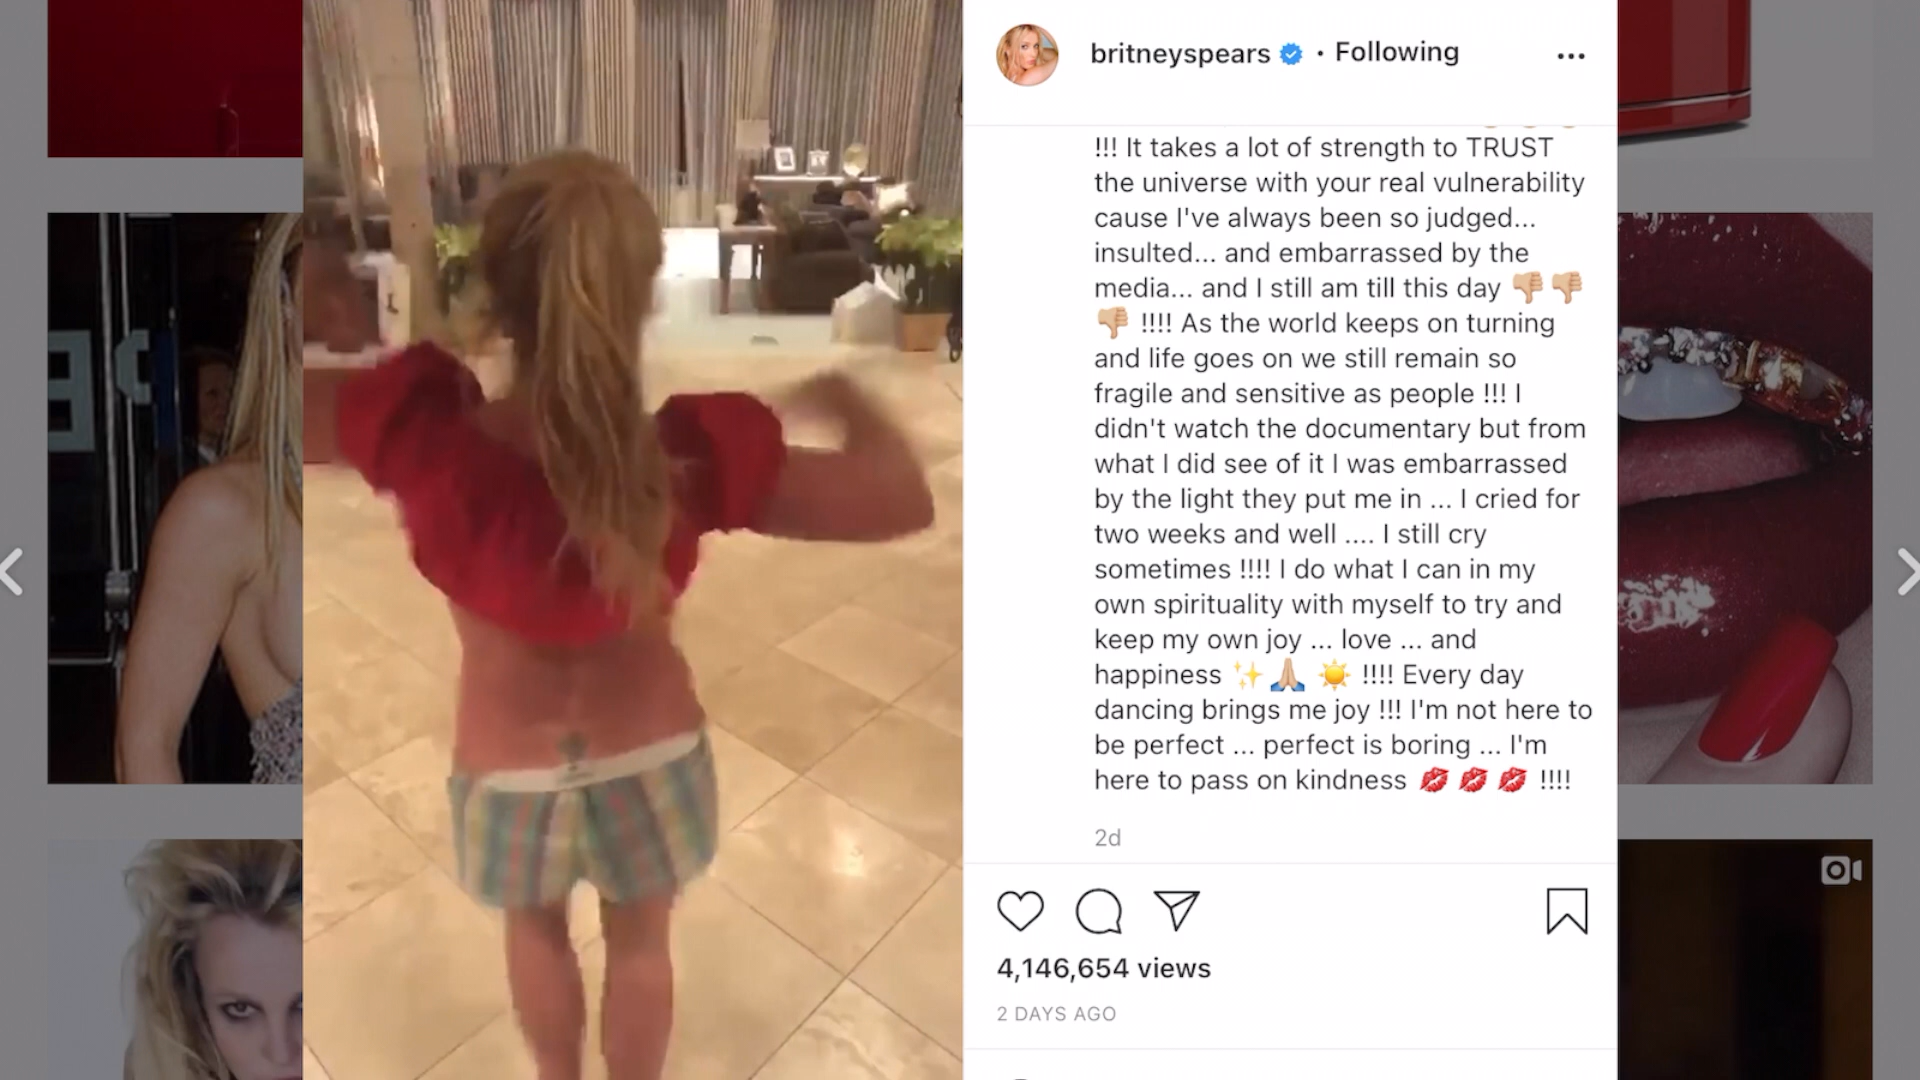 britneyspears • Following
!!! It takes a lot of strength to TRUST
the universe with your real vulnerability
cause I've always been so judged...
insulted... and embarrassed by the
media... and I still am till this day 👎🏼👎🏼
👎🏼 !!!! As the world keeps on turning
and life goes on we still remain so
fragile and sensitive as people !!! I
didn't watch the documentary but from
what I did see of it I was embarrassed
by the light they put me in ... I cried for
two weeks and well .... I still cry
sometimes !!!! I do what I can in my
own spirituality with myself to try and
keep my own joy ... love ... and
happiness ✨🙏🏼 ☀️ !!!! Every day
dancing brings me joy !!! I'm not here to
be perfect ... perfect is boring ... I'm
here to pass on kindness 💋 💋 💋 !!!!
2d
4,146,654 views
2 DAYS AGO